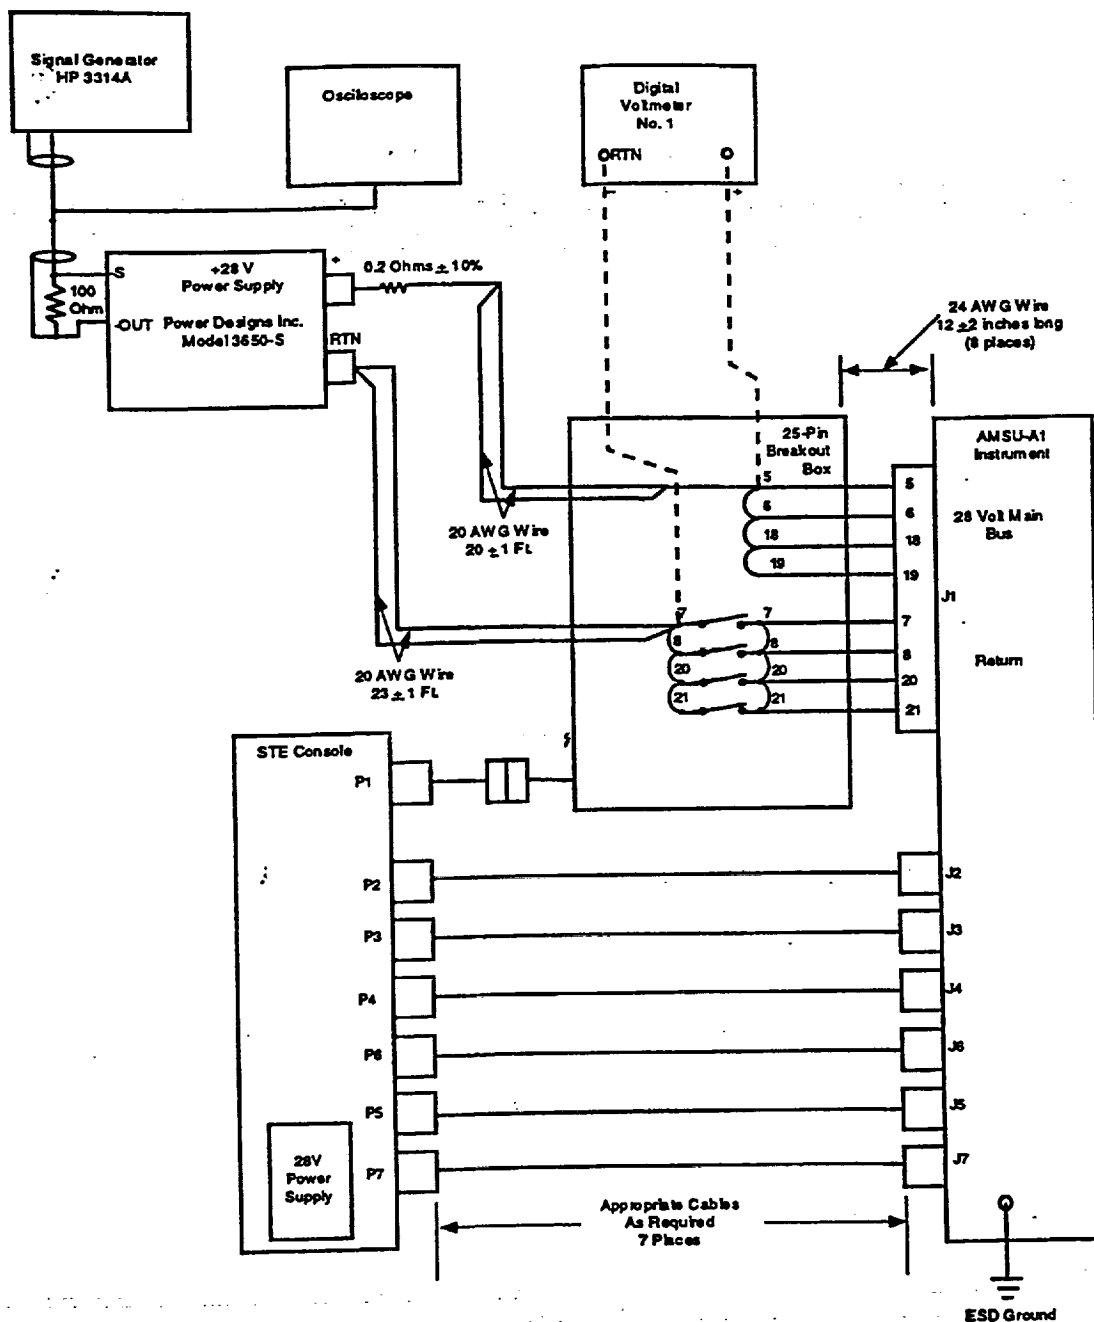 Signal Generator
HP 3314A
Osciloscope
Digital
Voltmeter
No. 1
RTN
-
+
S
100
Ohm
-OUT
+28 V
Power Supply
Power Designs Inc.
Model 3650-S
+
RTN
0.2 Ohms ± 10%
24 AWG Wire
12 ±2 inches long
(8 places)
25-Pin
Breakout
Box
AMSU-A1
Instrument
28 Volt Main
Bus
J1
Return
5
6
18
19
5
6
18
19
20 AWG Wire
20 ± 1 Ft.
7
8
20
21
7
8
20
21
7
8
20
21
20 AWG Wire
23 ± 1 Ft.
STE Console
P1
P2
J2
P3
J3
P4
J4
P6
J6
P5
J5
P7
J7
28V
Power
Supply
Appropriate Cables
As Required
7 Places
ESD Ground